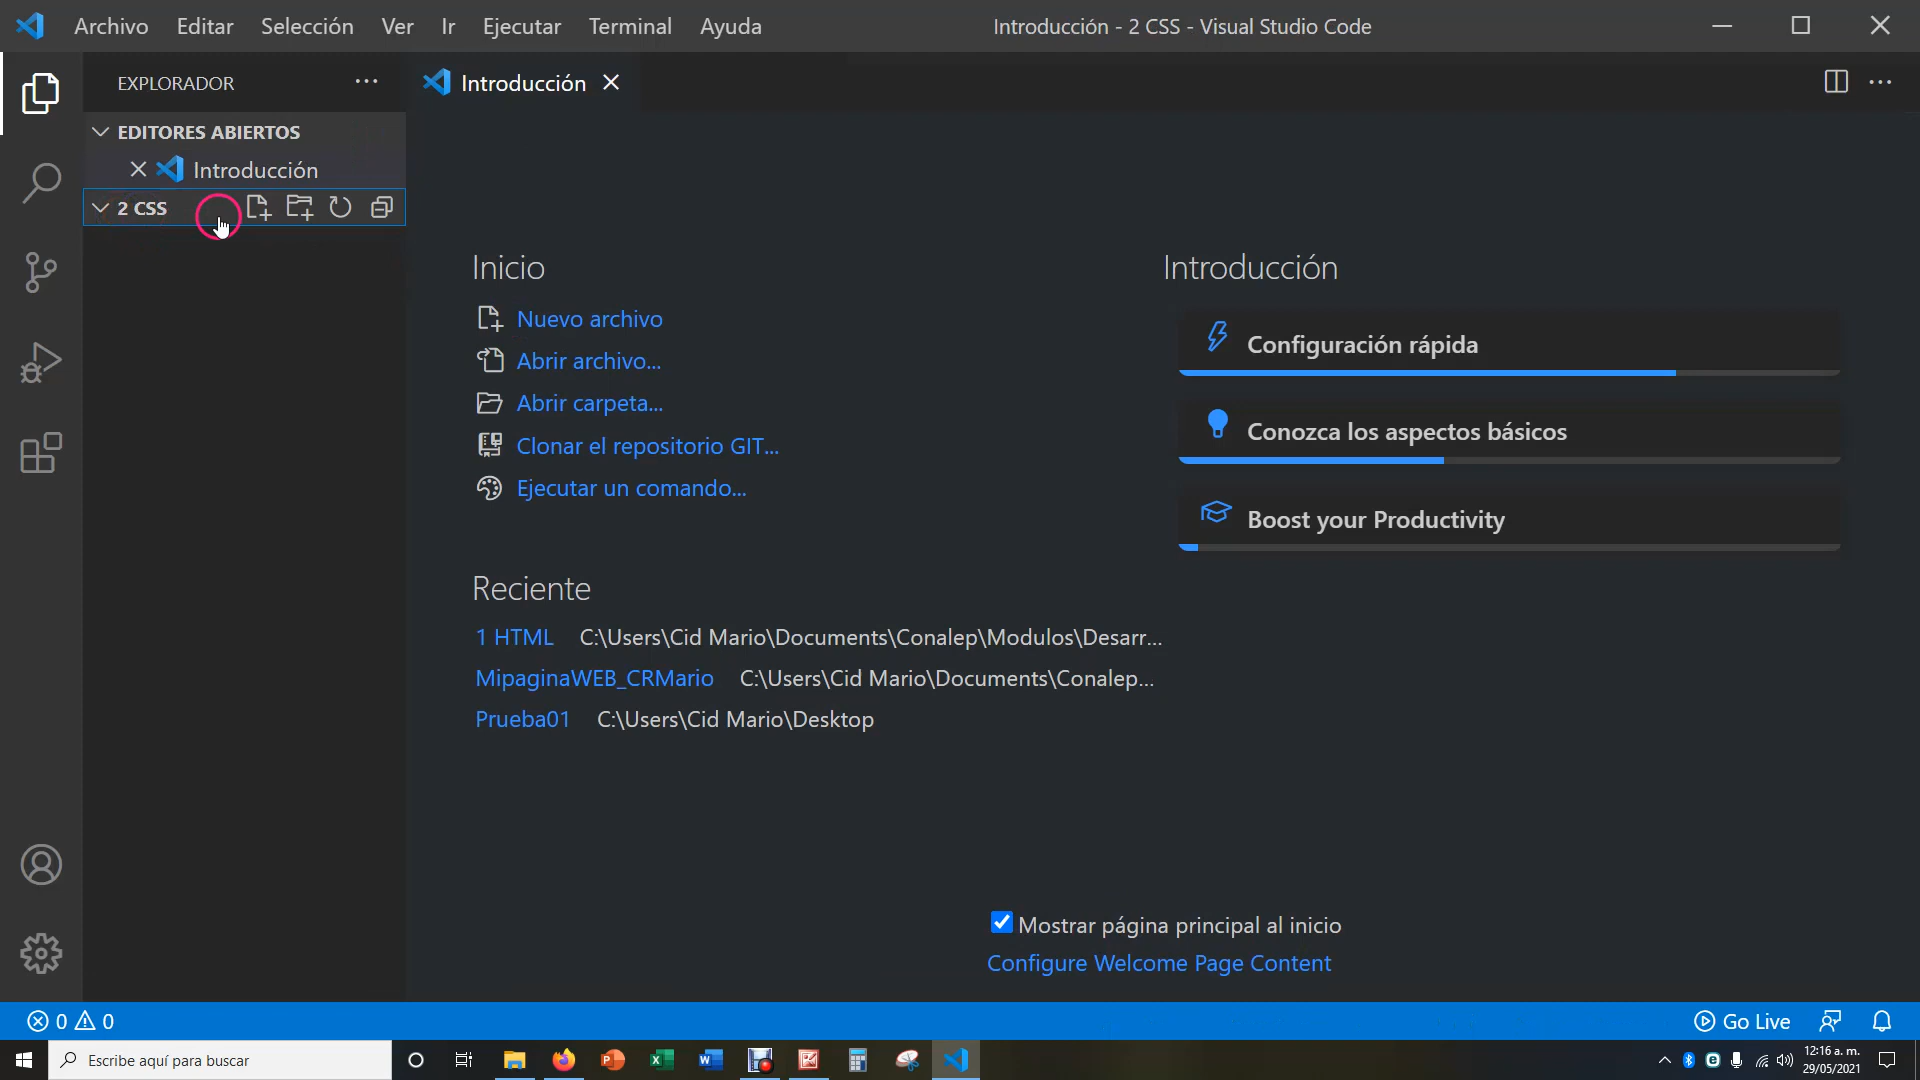 Archivo Editar Selección Ver Ir Ejecutar Terminal Ayuda Introducción - 2 CSS - Visual Studio Code
EXPLORADOR
Introducción
EDITORES ABIERTOS
Introducción
2 CSS
Inicio
Nuevo archivo
Abrir archivo...
Abrir carpeta...
Clonar el repositorio GIT...
Ejecutar un comando...
Reciente
1 HTML C:\Users\Cid Mario\Documents\Conalep\Modulos\Desarr...
MipaginaWEB_CRMario C:\Users\Cid Mario\Documents\Conalep...
Prueba01 C:\Users\Cid Mario\Desktop
Introducción
Configuración rápida
Conozca los aspectos básicos
Boost your Productivity
Mostrar página principal al inicio
Configure Welcome Page Content
0 0 Go Live
Escribe aquí para buscar
12:16 a. m.
29/05/2021